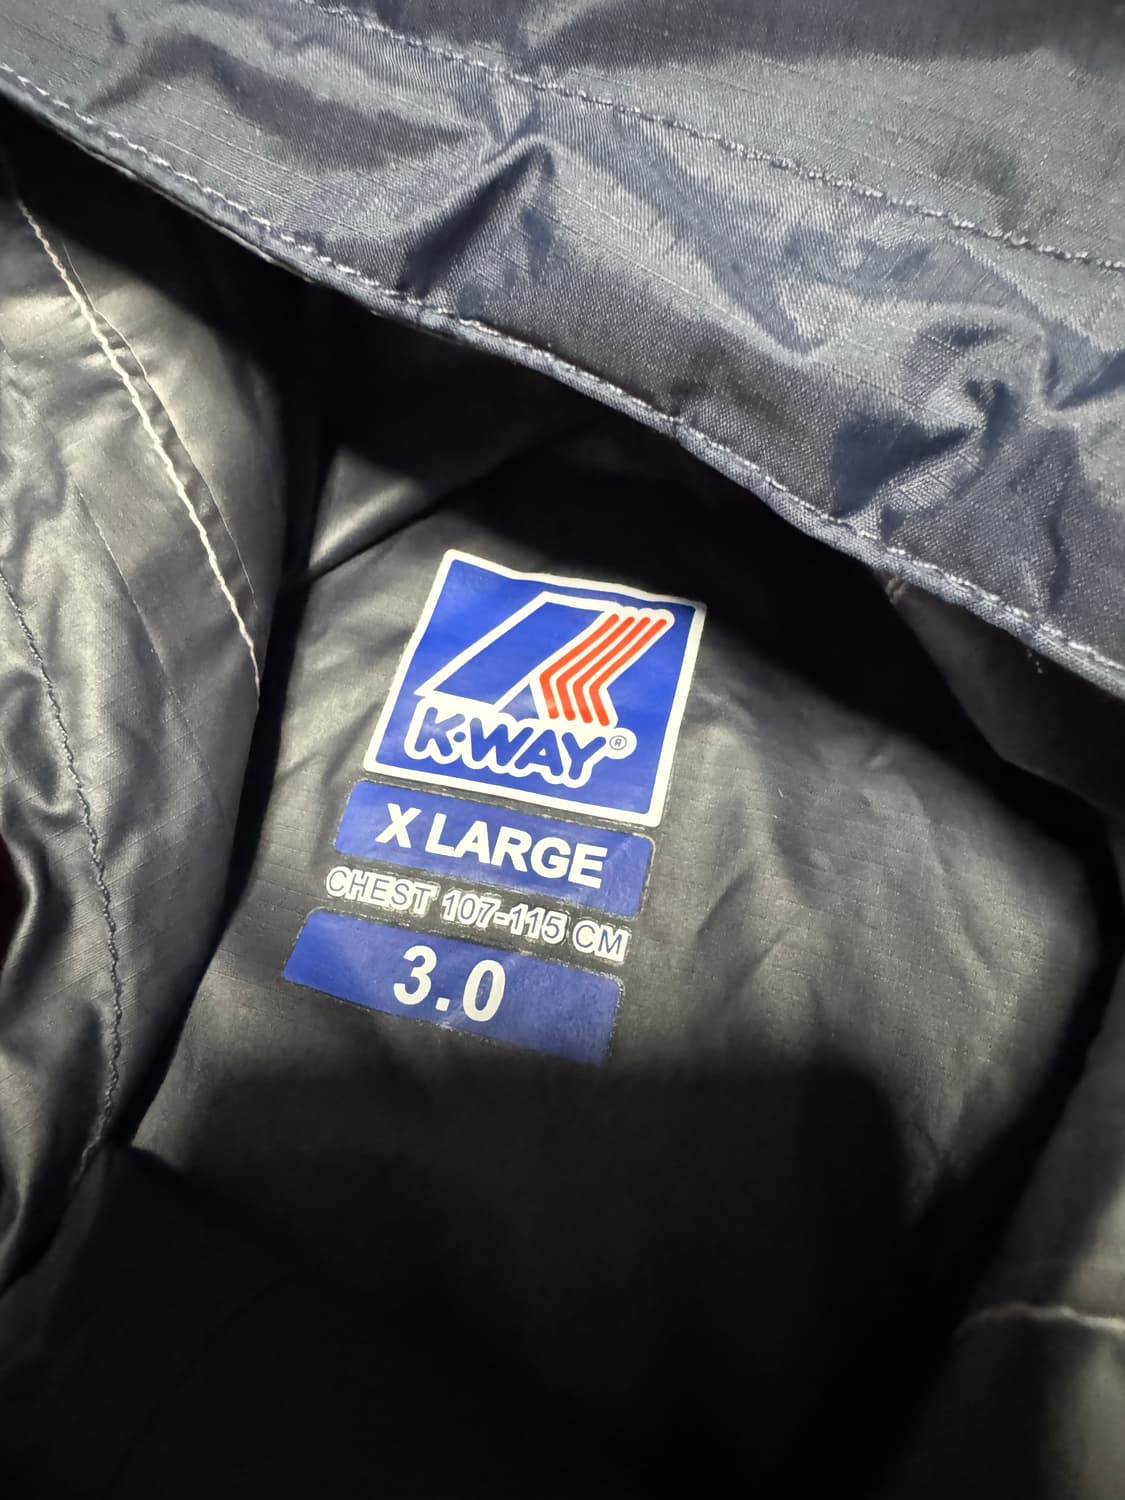 K·WAY®
X LARGE
CHEST 107-115 CM
3.0